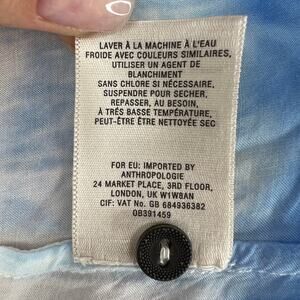 LAVER À LA MACHINE À L'EAU
FROIDE AVEC COULEURS SIMILAIRES,
UTILISER UN AGENT DE
BLANCHIMENT
SANS CHLORE SI NÉCESSAIRE,
SUSPENDRE POUR SECHER,
REPASSER, AU BESOIN,
À TRÉS BASSE TEMPÉRATURE,
PEUT-ÊTRE ÊTRE NETTOYÉE SEC
FOR EU: IMPORTED BY
ANTHROPOLOGIE
24 MARKET PLACE, 3RD FLOOR,
LONDON, UK W1W8AN
CIF: VAT No. GB 684936382
OB391459